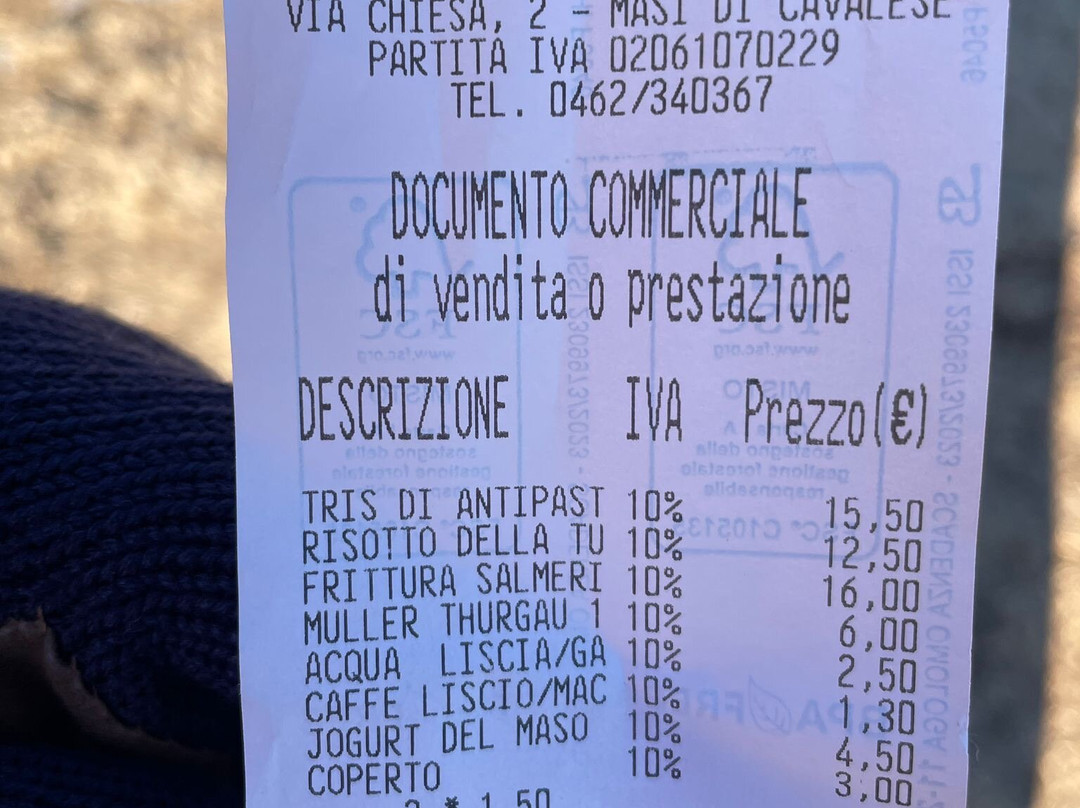 VIA CHIESA, 2 - MASI DI CAVALESE
PARTITA IVA 02061070229
TEL. 0462/340367
DOCUMENTO COMMERCIALE
di vendita o prestazione
DESCRIZIONE IVA Prezzo(€)
TRIS DI ANTIPAST 10% 15,50
RISOTTO DELLA TU 10% 12,50
FRITTURA SALMERI 10% 16,00
MULLER THURGAU 1 10% 6,00
ACQUA LISCIA/GA 10% 2,50
CAFFE LISCIO/MAC 10% 1,30
JOGURT DEL MASO 10% 4,50
COPERTO 10% 3,00
2 * 1,50